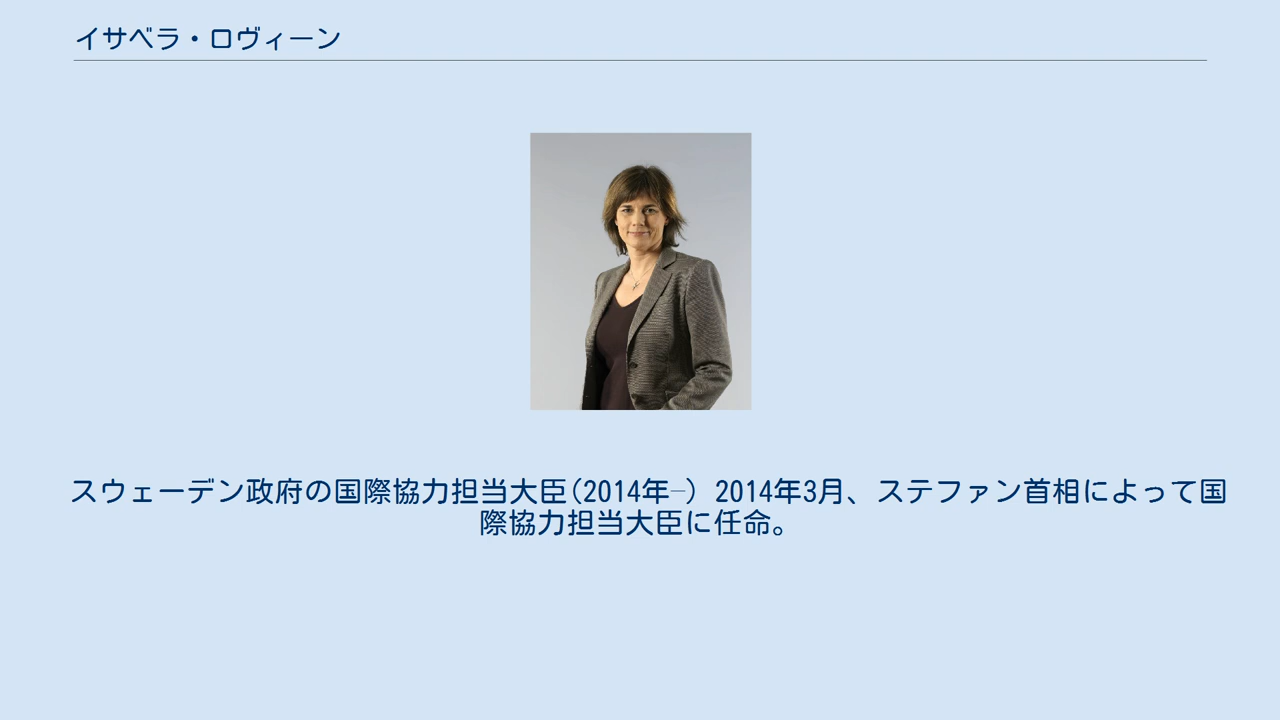 イサベラ・ロヴィーン
スウェーデン政府の国際協力担当大臣(2014年–) 2014年3月、ステファン首相によって国
際協力担当大臣に任命。